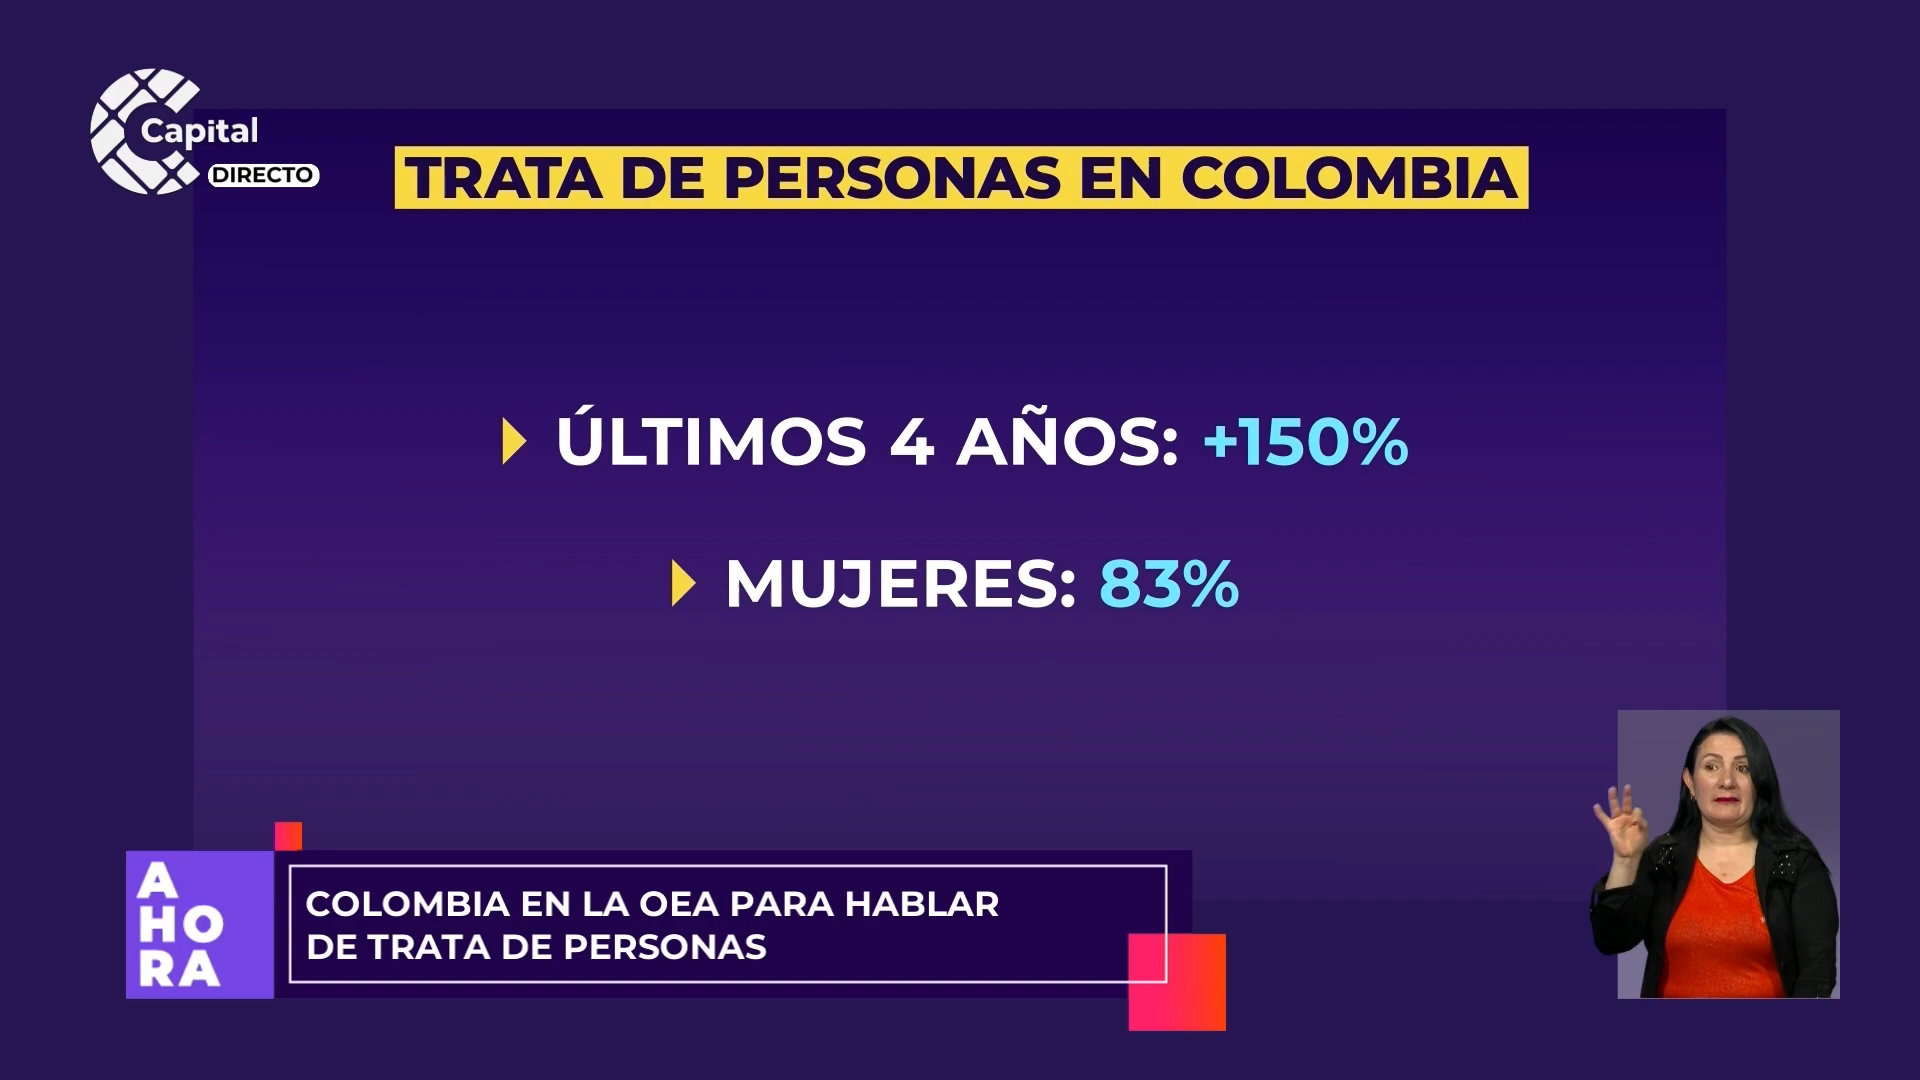 Capital
DIRECTO
TRATA DE PERSONAS EN COLOMBIA
ÚLTIMOS 4 AÑOS: +150%
MUJERES: 83%
A
HO
RA
COLOMBIA EN LA OEA PARA HABLAR
DE TRATA DE PERSONAS